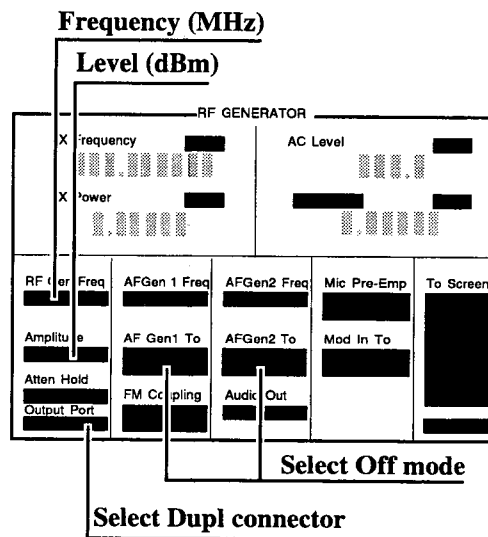 Frequency (MHz)
Level (dBm)
RF GENERATOR
X Frequency
AC Level
X Power
RF Gen Freq
AFGen 1 Freq
AFGen2 Freq
Mic Pre-Emp
To Screen
Amplitude
AF Gen1 To
AFGen2 To
Mod In To
Atten Hold
Output Port
FM Coupling
Audio Out
Select Off mode
Select Dupl connector